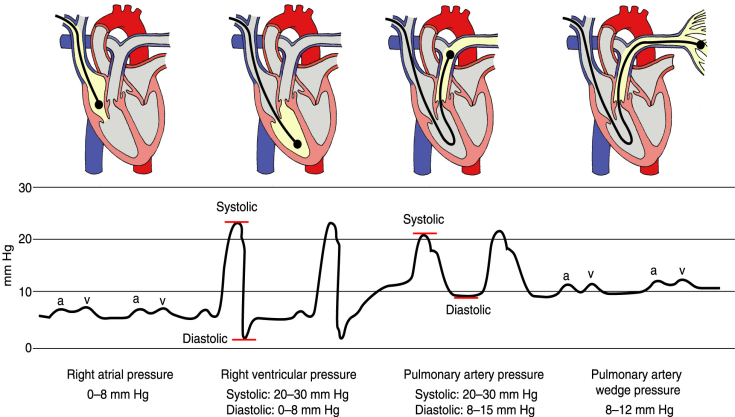 30
Systolic
Systolic
20
mm Hg
a v a v
a v a v
10
Diastolic
Diastolic
0
Right atrial pressure
0–8 mm Hg
Right ventricular pressure
Systolic: 20–30 mm Hg
Diastolic: 0–8 mm Hg
Pulmonary artery pressure
Systolic: 20–30 mm Hg
Diastolic: 8–15 mm Hg
Pulmonary artery
wedge pressure
8–12 mm Hg